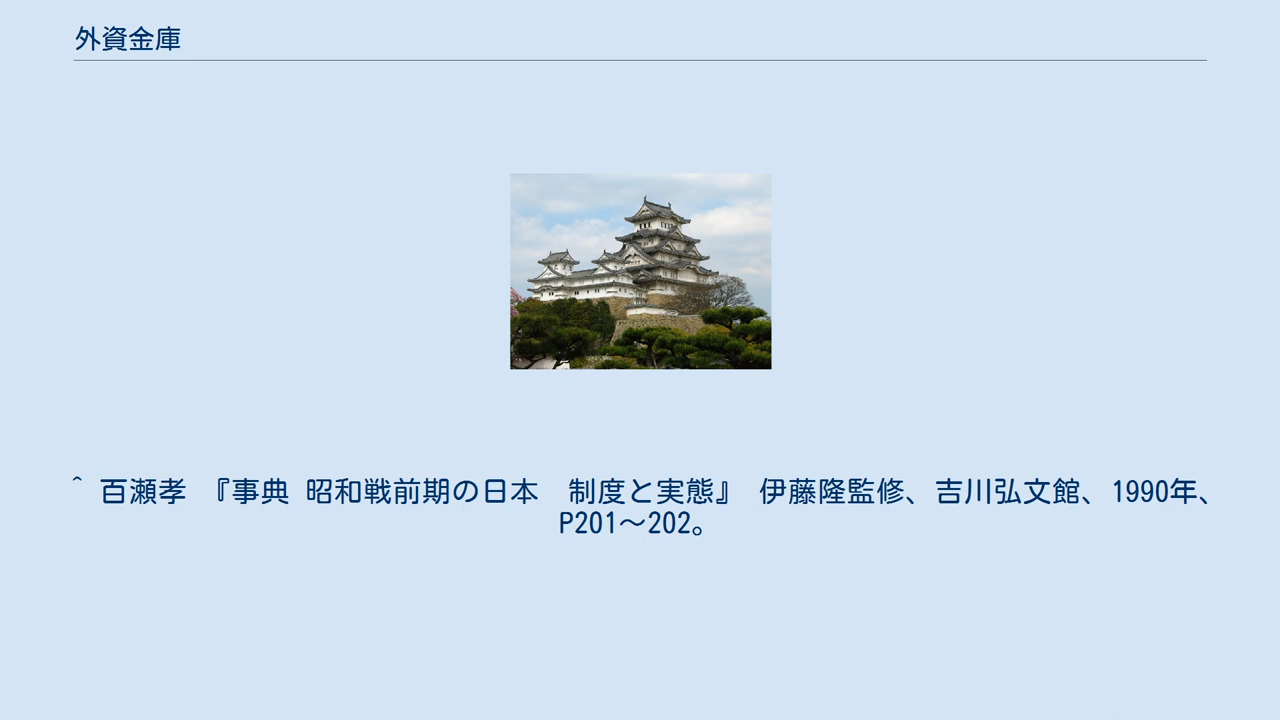 外資金庫
^ 百瀬孝 『事典 昭和戦前期の日本　制度と実態』 伊藤隆監修、吉川弘文館、1990年、
P201～202。